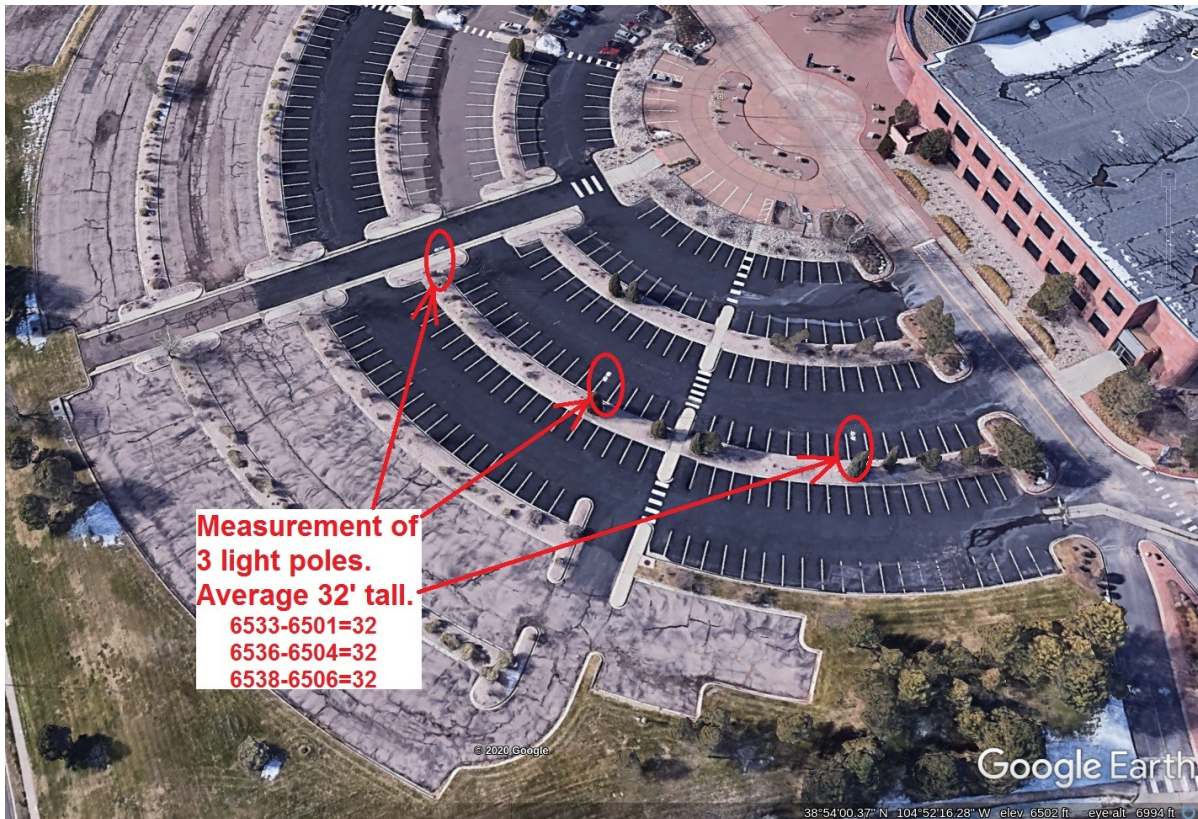 Measurement of
3 light poles.
Average 32' tall.
6533-6501=32
6536-6504=32
6538-6506=32
© 2020 Google
Google Earth
38°54'00.37" N 104°52'16.28" W elev 6502 ft eye alt 6994 ft